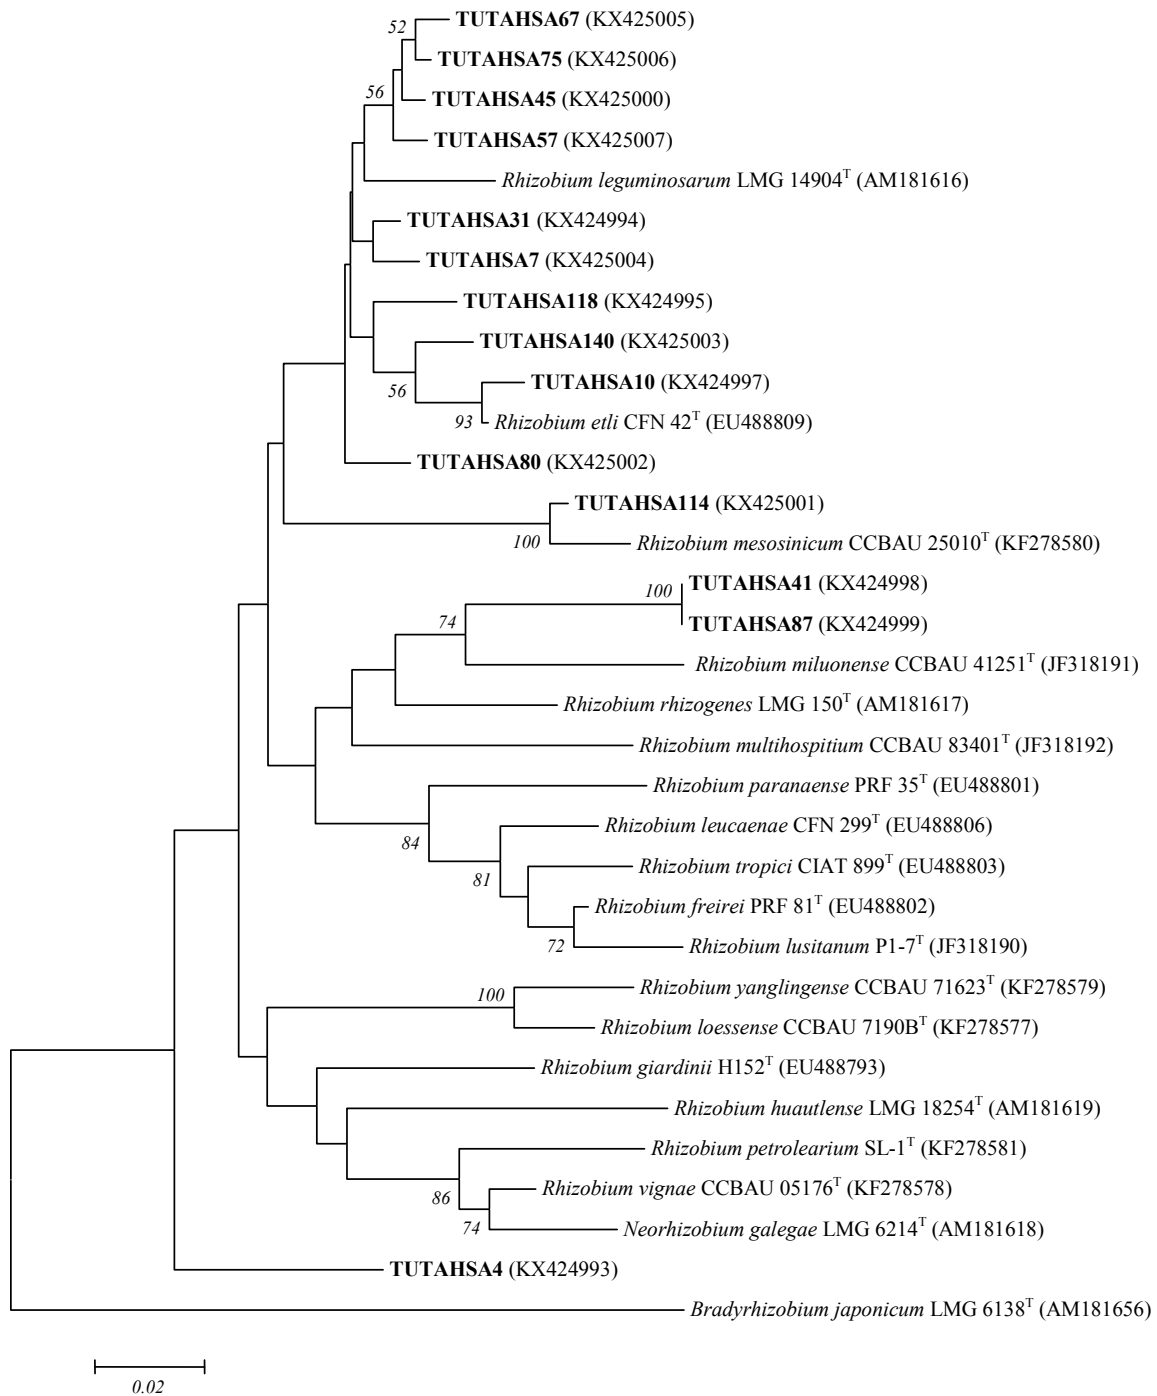 52
TUTAHSA67 (KX425005)
TUTAHSA75 (KX425006)
56
TUTAHSA45 (KX425000)
TUTAHSA57 (KX425007)
Rhizobium leguminosarum LMG 14904ᵀ (AM181616)
TUTAHSA31 (KX424994)
TUTAHSA7 (KX425004)
TUTAHSA118 (KX424995)
TUTAHSA140 (KX425003)
56
TUTAHSA10 (KX424997)
93
Rhizobium etli CFN 42ᵀ (EU488809)
TUTAHSA80 (KX425002)
TUTAHSA114 (KX425001)
100
Rhizobium mesosinicum CCBAU 25010ᵀ (KF278580)
100
TUTAHSA41 (KX424998)
74
TUTAHSA87 (KX424999)
Rhizobium miluonense CCBAU 41251ᵀ (JF318191)
Rhizobium rhizogenes LMG 150ᵀ (AM181617)
Rhizobium multihospitium CCBAU 83401ᵀ (JF318192)
Rhizobium paranaense PRF 35ᵀ (EU488801)
84
Rhizobium leucaenae CFN 299ᵀ (EU488806)
81
Rhizobium tropici CIAT 899ᵀ (EU488803)
Rhizobium freirei PRF 81ᵀ (EU488802)
72
Rhizobium lusitanum P1-7ᵀ (JF318190)
100
Rhizobium yanglingense CCBAU 71623ᵀ (KF278579)
Rhizobium loessense CCBAU 7190Bᵀ (KF278577)
Rhizobium giardinii H152ᵀ (EU488793)
Rhizobium huautlense LMG 18254ᵀ (AM181619)
Rhizobium petrolearium SL-1ᵀ (KF278581)
86
Rhizobium vignae CCBAU 05176ᵀ (KF278578)
74
Neorhizobium galegae LMG 6214ᵀ (AM181618)
TUTAHSA4 (KX424993)
Bradyrhizobium japonicum LMG 6138ᵀ (AM181656)
0.02